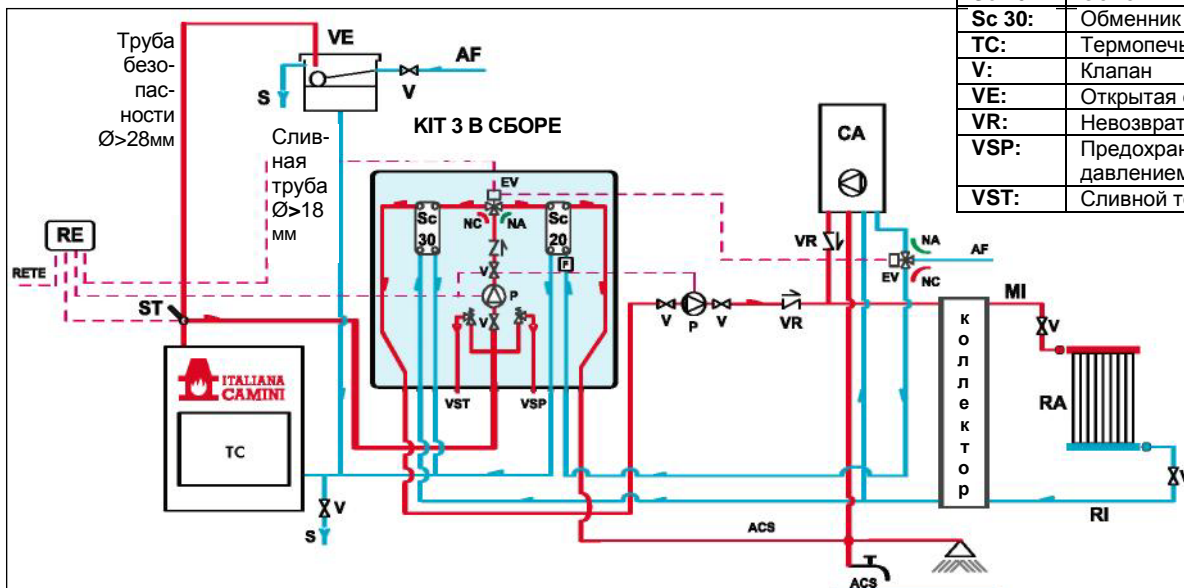 Sc 30: Обменник
TC: Термопечь
V: Клапан
VE: Открытая
VR: Невозврат
VSP: Предохран
давлением
VST: Сливной
Труба
безо-
пас-
ности
Ø>28мм
VE
AF
V
S
Слив-
ная
труба
Ø>18
мм
KIT 3 В СБОРЕ
EV
NC
NA
Sc
30
Sc
20
F
V
P
V
VST
VSP
RE
RETE
ST
ITALIANA
CAMINI
TC
V
S
CA
VR
NA
EV
AF
NC
V
P
V
VR
MI
V
коллектор
RA
V
RI
ACS
ACS